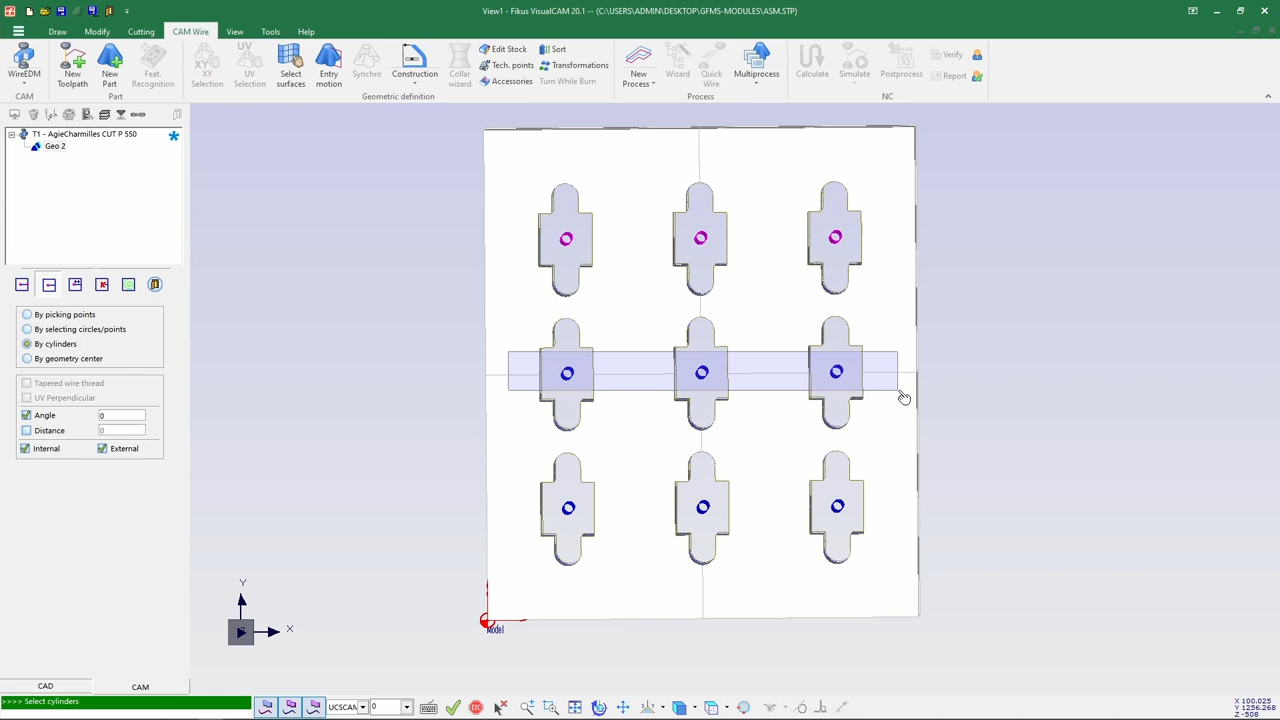 View1 - Fikus VisualCAM 20.1 -- (C:\USERS\ADMIN\DESKTOP\GFMS-MODULES\ASM.STP)
Draw Modify Cutting CAM Wire View Tools Help
WireEDM
New Toolpath
New Part
Feat. Recognition
XY Selection
UV Selection
Select surfaces
Entry motion
Synchro
Construction
Collar wizard
Edit Stock
Tech. points
Accessories
Sort
Transformations
Turn While Burn
New Process
Wizard
Quick Wire
Multiprocess
Calculate
Simulate
Postprocess
Verify
Report
CAM Part Geometric definition Process NC
T1 - AgieCharmilles CUT P 550
Geo 2
By picking points
By selecting circles/points
By cylinders
By geometry center
Tapered wire thread
UV Perpendicular
Angle 0
Distance 0
Internal External
Y
X
Model
CAD CAM
>>>> Select cylinders
UCSCAN 0
X 100.025
Y 1256.268
Z -508